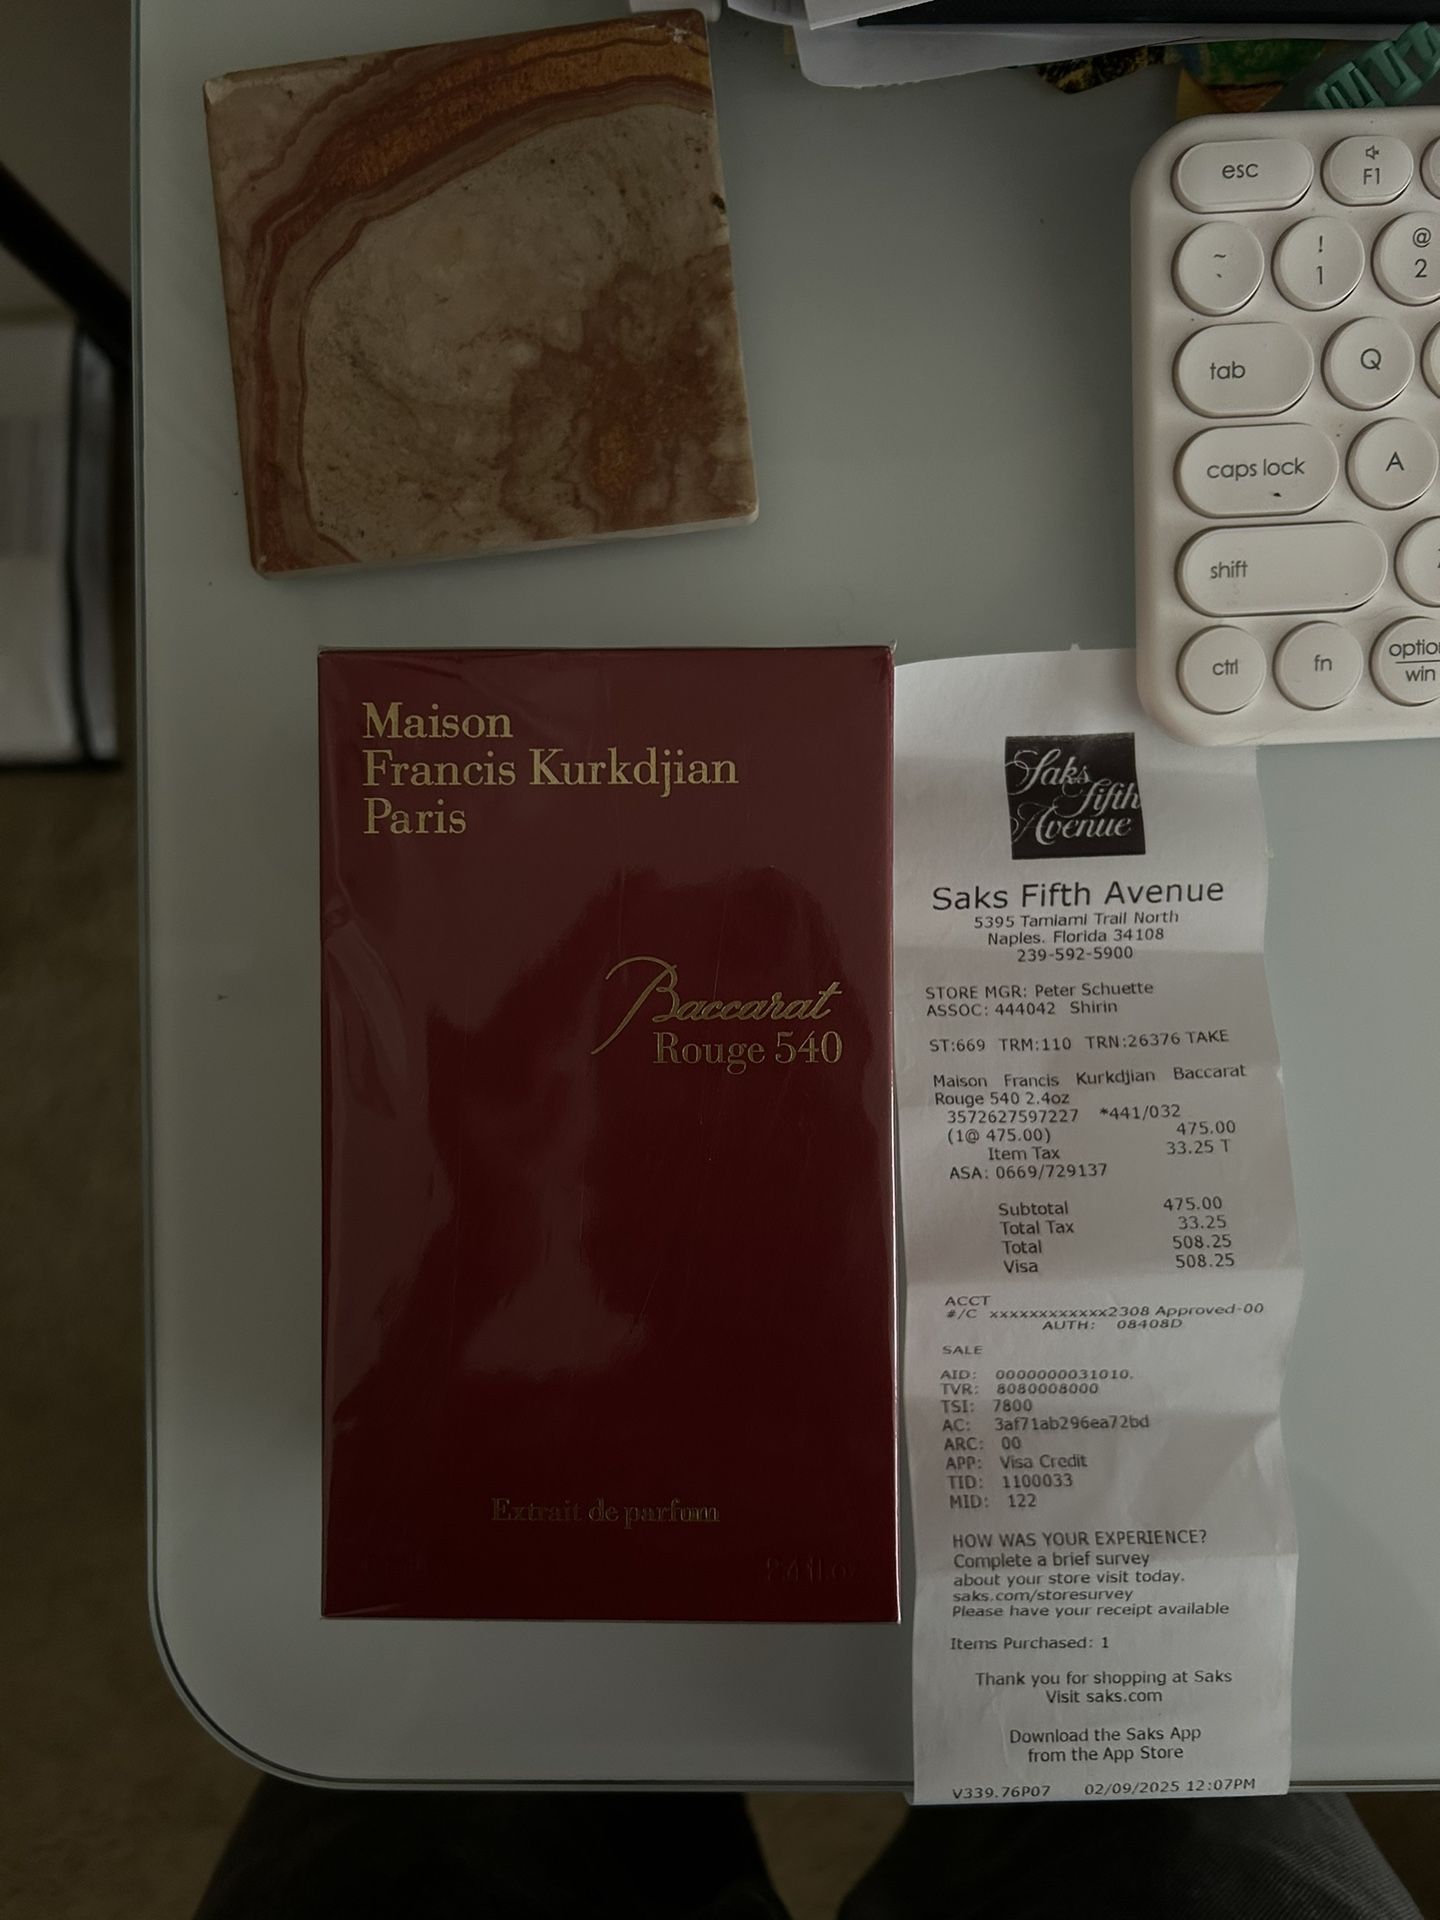 esc
F1
~
`
!
1
@
2
tab
Q
caps lock
A
shift
ctrl
fn
win
Maison
Francis Kurkdjian
Paris
Baccarat
Rouge 540
Extrait de parfum
Saks
Fifth
Avenue
Saks Fifth Avenue
5395 Tamiami Trail North
Naples. Florida 34108
239-592-5900
STORE MGR: Peter Schuette
ASSOC: 444042 Shirin
ST:669 TRM:110 TRN:26376 TAKE
Maison Francis Kurkdjian Baccarat
Rouge 540 2.4oz
3572627597227 *441/032
(1@ 475.00) 475.00
Item Tax 33.25 T
ASA: 0669/729137
Subtotal 475.00
Total Tax 33.25
Total 508.25
Visa 508.25
ACCT
#/C xxxxxxxxxxxx2308 Approved-00
AUTH: 08408D
SALE
AID: 0000000031010.
TVR: 8080008000
TSI: 7800
AC: 3af71ab296ea72bd
ARC: 00
APP: Visa Credit
TID: 1100033
MID: 122
HOW WAS YOUR EXPERIENCE?
Complete a brief survey
about your store visit today.
saks.com/storesurvey
Please have your receipt available
Items Purchased: 1
Thank you for shopping at Saks
Visit saks.com
Download the Saks App
from the App Store
V339.76P07 02/09/2025 12:07PM